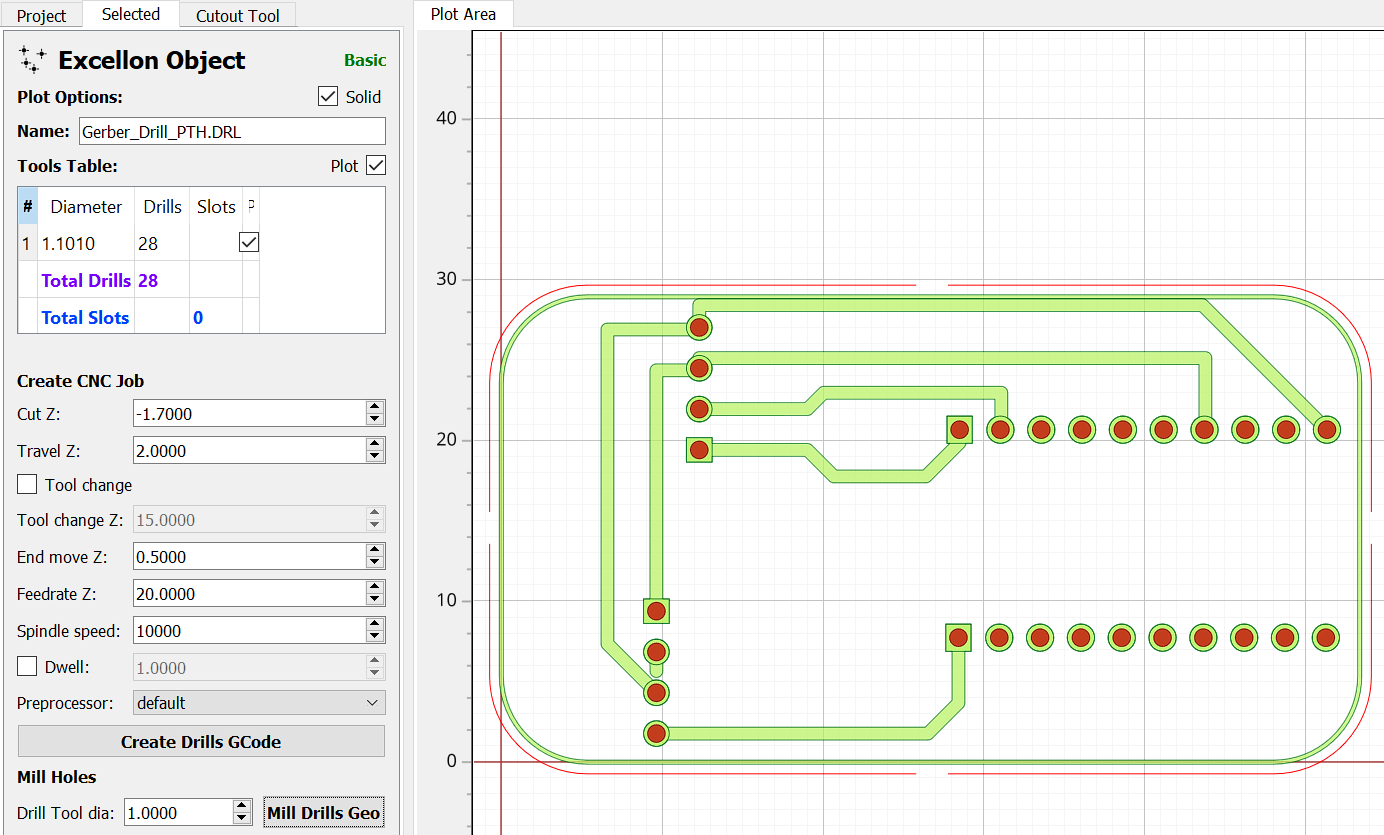 Project Selected Cutout Tool
Excellon Object Basic
Plot Options: Solid
Name: Gerber_Drill_PTH.DRL
Tools Table: Plot
# Diameter Drills Slots P
1 1.1010 28
Total Drills 28
Total Slots 0
Create CNC Job
Cut Z: -1.7000
Travel Z: 2.0000
Tool change
Tool change Z: 15.0000
End move Z: 0.5000
Feedrate Z: 20.0000
Spindle speed: 10000
Dwell: 1.0000
Preprocessor: default
Create Drills GCode
Mill Holes
Drill Tool dia: 1.0000 Mill Drills Geo
Plot Area
40
30
20
10
0